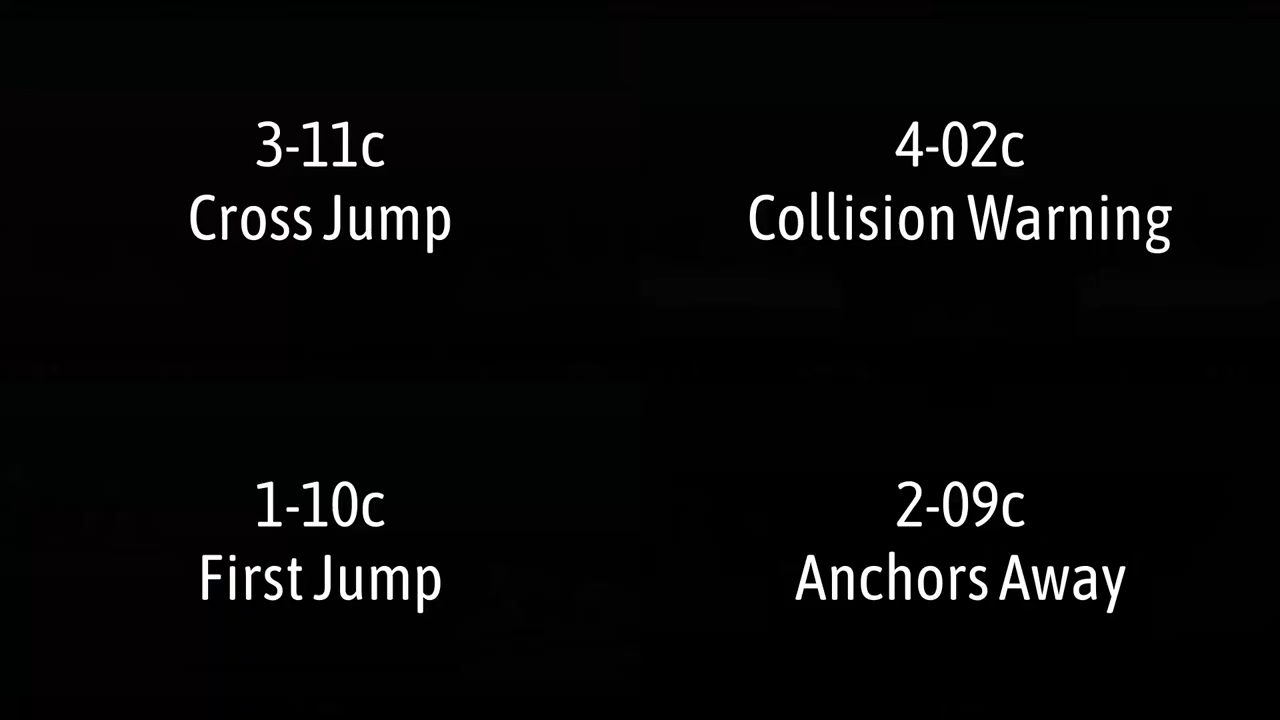 3-11c
Cross Jump
4-02c
Collision Warning
1-10c
First Jump
2-09c
Anchors Away